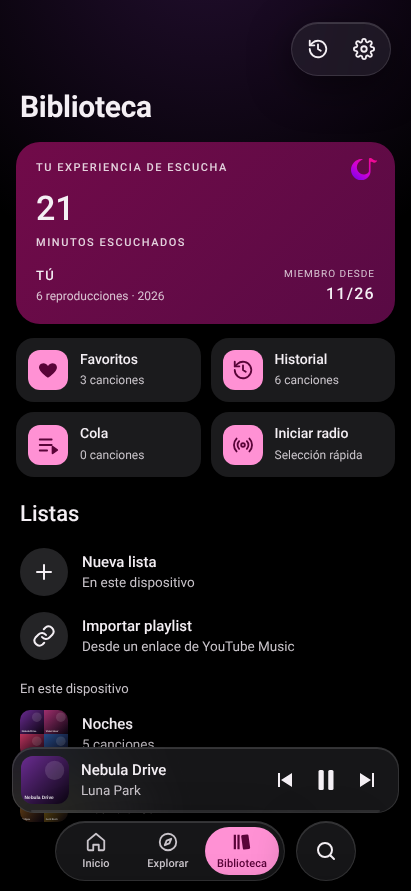 Biblioteca
TU EXPERIENCIA DE ESCUCHA
21
MINUTOS ESCUCHADOS
TÚ
6 reproducciones · 2026
MIEMBRO DESDE
11/26
Favoritos
3 canciones
Historial
6 canciones
Cola
0 canciones
Iniciar radio
Selección rápida
Listas
Nueva lista
En este dispositivo
Importar playlist
Desde un enlace de YouTube Music
En este dispositivo
Noches
5 canciones
Nebula Drive
Nebula Drive
Luna Park
Inicio
Explorar
Biblioteca